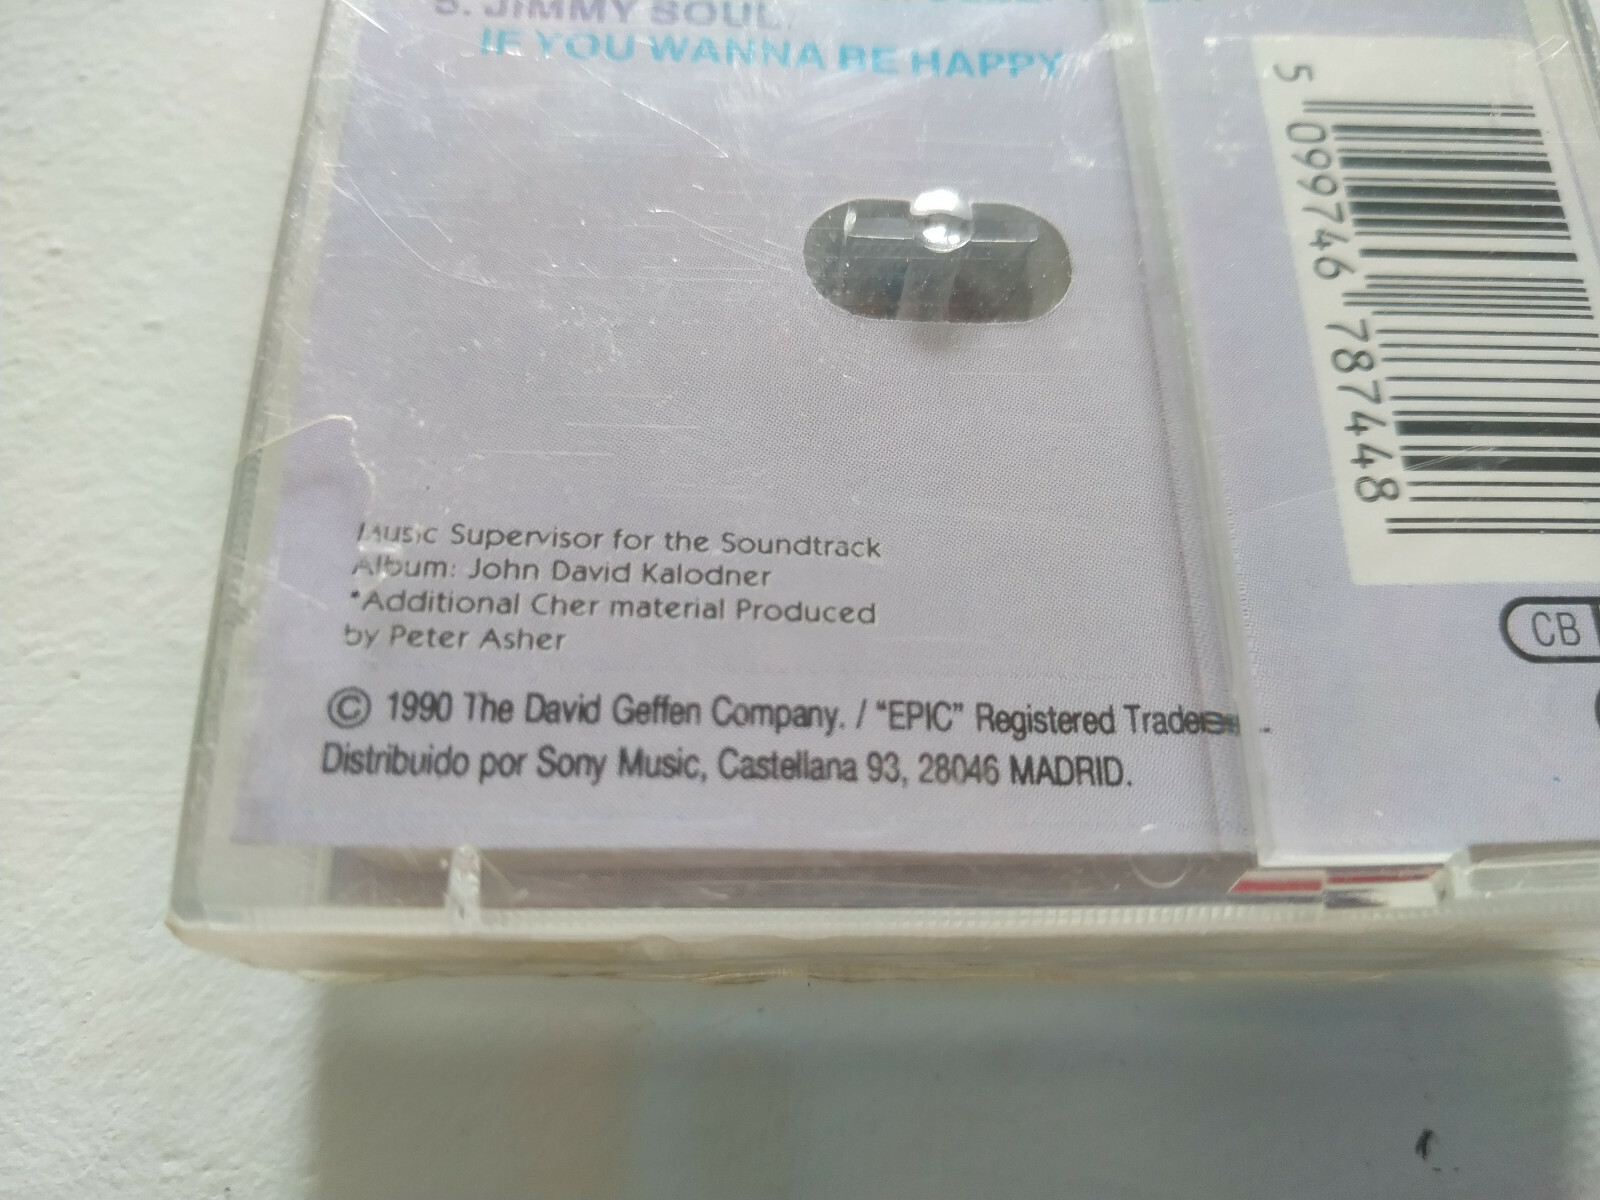 5. JIMMY SOUL
IF YOU WANNA BE HAPPY
5 099746 787448
Music Supervisor for the Soundtrack
Album: John David Kalodner
*Additional Cher material Produced
by Peter Asher
CB
© 1990 The David Geffen Company. / "EPIC" Registered
Distribuido por Sony Music, Castellana 93, 28046 MADRID.